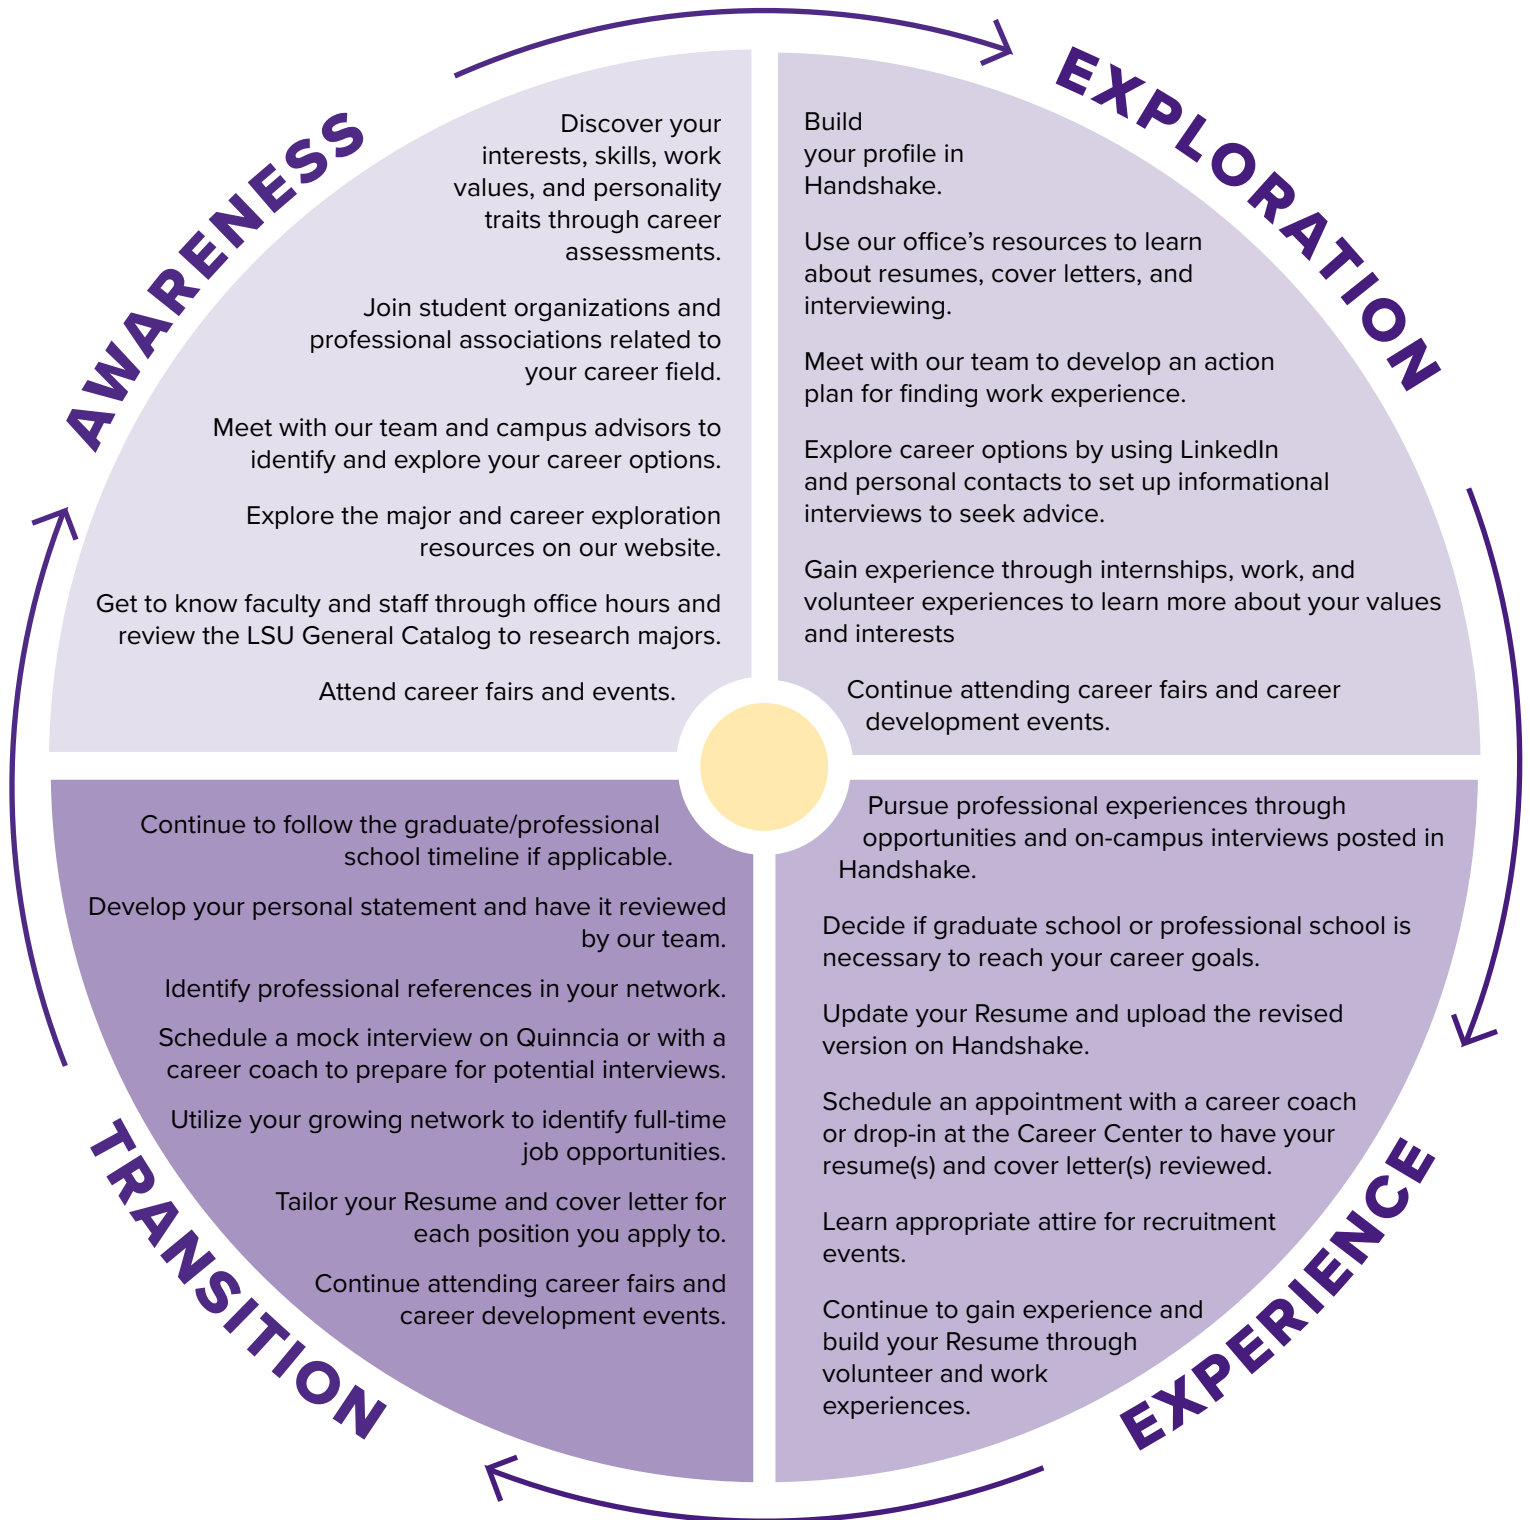 AWARENESS
Discover your
interests, skills, work
values, and personality
traits through career
assessments.
Join student organizations and
professional associations related to
your career field.
Meet with our team and campus advisors to
identify and explore your career options.
Explore the major and career exploration
resources on our website.
Get to know faculty and staff through office hours and
review the LSU General Catalog to research majors.
Attend career fairs and events.
EXPLORATION
Build
your profile in
Handshake.
Use our office’s resources to learn
about resumes, cover letters, and
interviewing.
Meet with our team to develop an action
plan for finding work experience.
Explore career options by using LinkedIn
and personal contacts to set up informational
interviews to seek advice.
Gain experience through internships, work, and
volunteer experiences to learn more about your values
and interests
Continue attending career fairs and career
development events.
EXPERIENCE
Pursue professional experiences through
opportunities and on-campus interviews posted in
Handshake.
Decide if graduate school or professional school is
necessary to reach your career goals.
Update your Resume and upload the revised
version on Handshake.
Schedule an appointment with a career coach
or drop-in at the Career Center to have your
resume(s) and cover letter(s) reviewed.
Learn appropriate attire for recruitment
events.
Continue to gain experience and
build your Resume through
volunteer and work
experiences.
TRANSITION
Continue to follow the graduate/professional
school timeline if applicable.
Develop your personal statement and have it reviewed
by our team.
Identify professional references in your network.
Schedule a mock interview on Quinncia or with a
career coach to prepare for potential interviews.
Utilize your growing network to identify full-time
job opportunities.
Tailor your Resume and cover letter for
each position you apply to.
Continue attending career fairs and
career development events.